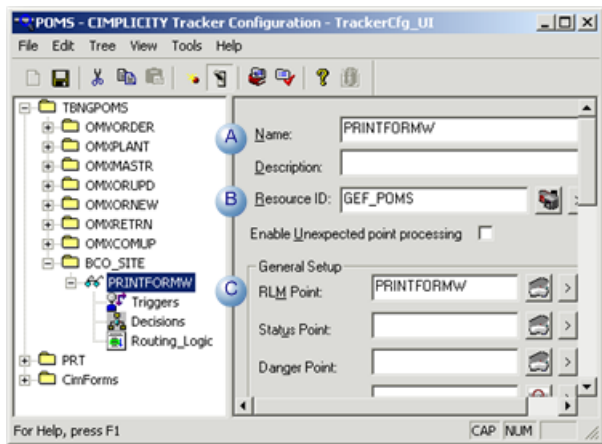 POMS - CIMPLICITY Tracker Configuration - TrackerCfg_UI
File Edit Tree View Tools Help
TBNGPOMS
OMVORDER
OMXPLANT
OMXMASTR
OMXORUPD
OMXORNEW
OMXRETRN
OMXCOMUP
BCO_SITE
PRINTFORMW
Triggers
Decisions
Routing_Logic
PRT
CimForms
A Name: PRINTFORMW
Description:
B Resource ID: GEF_POMS >
Enable Unexpected point processing
General Setup
C RLM Point: PRINTFORMW >
Status Point: >
Danger Point: >
For Help, press F1
CAP NUM